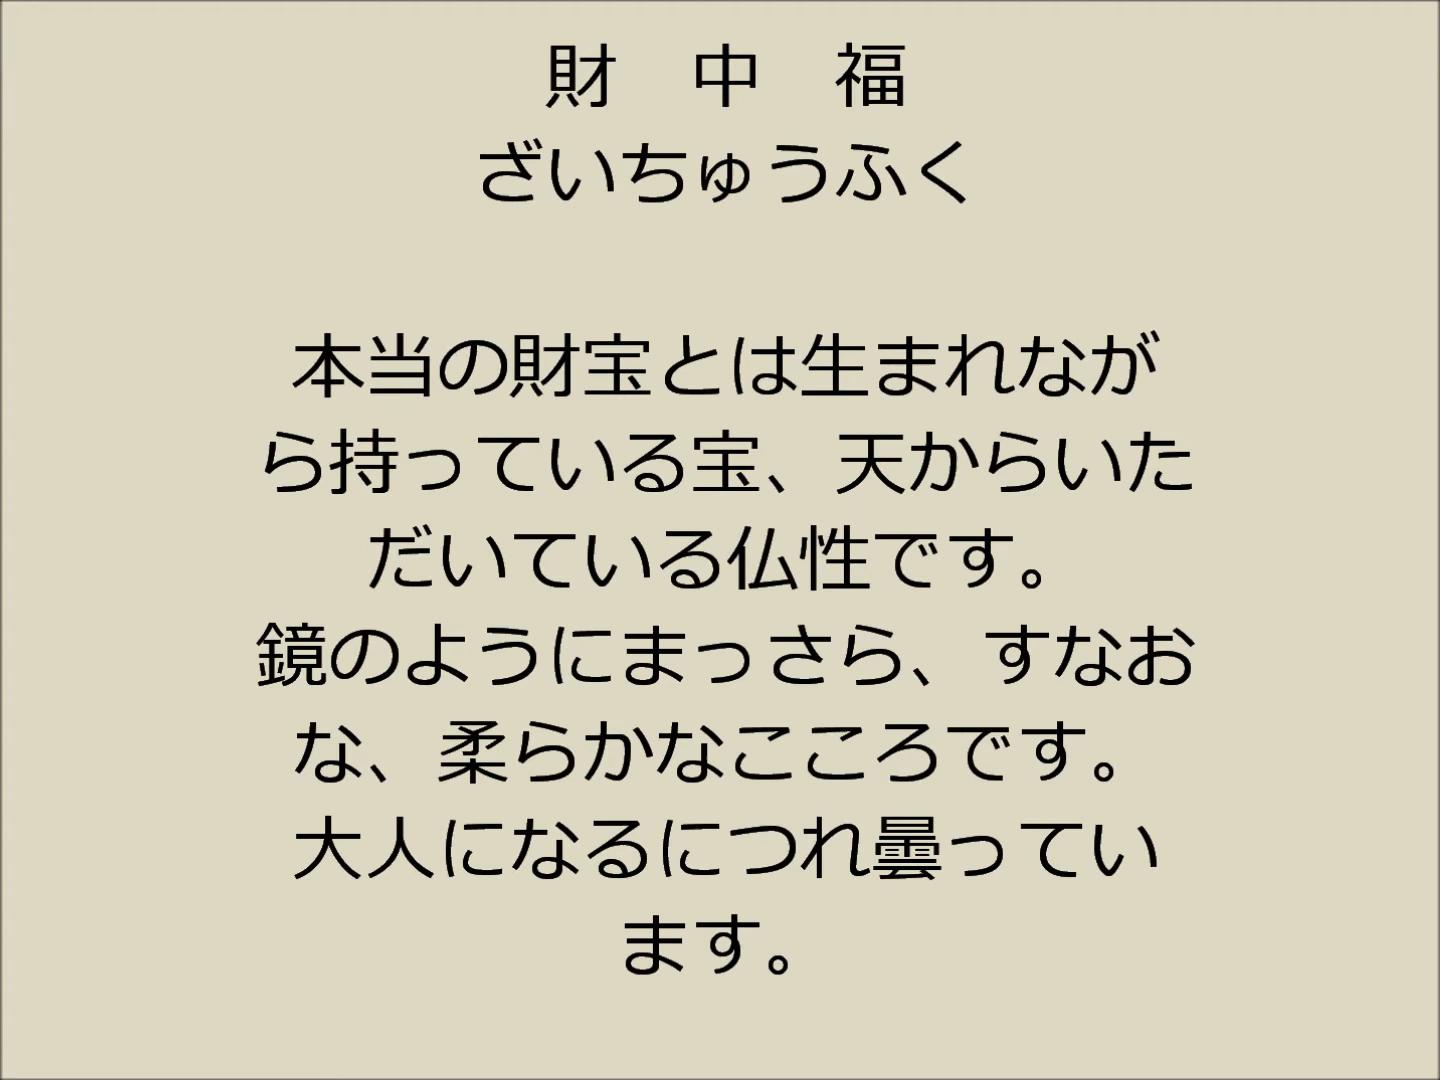 財　中　福
ざいちゅうふく
本当の財宝とは生まれなが
ら持っている宝、天からいた
だいている仏性です。
鏡のようにまっさら、すなお
な、柔らかなこころです。
大人になるにつれ曇ってい
ます。